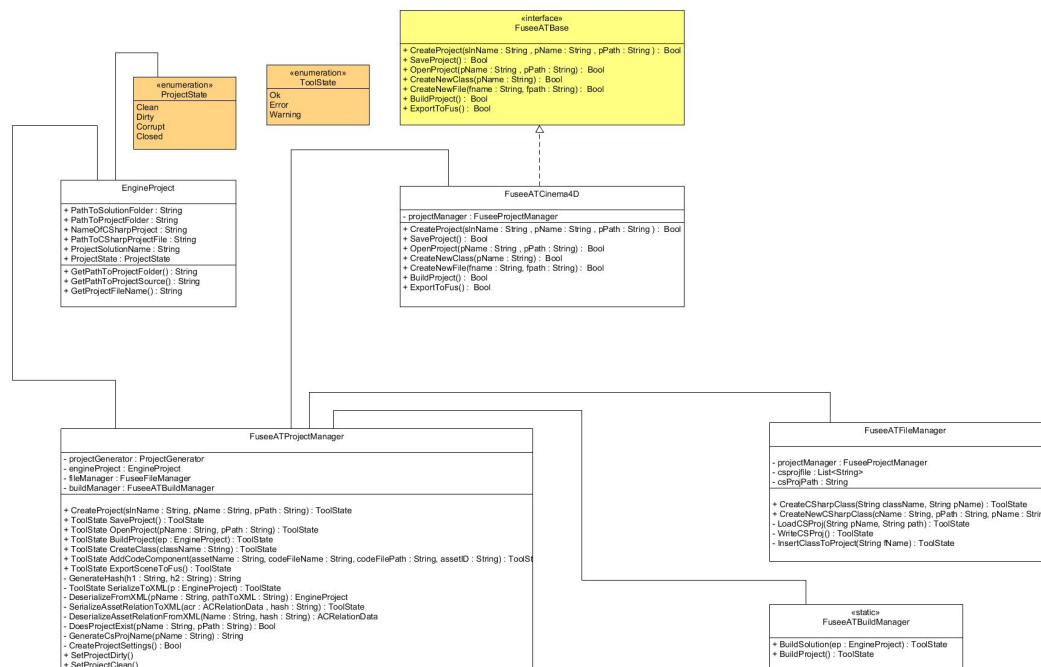 «interface»
FuseeATBase
+ CreateProject(slnName : String , pName : String , pPath : String ) : Bool
+ SaveProject() : Bool
+ OpenProject(pName : String , pPath : String) : Bool
+ CreateNewClass(pName : String) : Bool
+ CreateNewFile(fname : String, fpath : String) : Bool
+ BuildProject() : Bool
+ ExportToFus() : Bool
«enumeration»
ProjectState
Clean
Dirty
Corrupt
Closed
«enumeration»
ToolState
Ok
Error
Warning
EngineProject
+ PathToSolutionFolder : String
+ PathToProjectFolder : String
+ NameOfCSharpProject : String
+ PathToCSharpProjectFile : String
+ ProjectSolutionName : String
+ ProjectState : ProjectState
+ GetPathToProjectFolder() : String
+ GetPathToProjectSource() : String
+ GetProjectFileName() : String
FuseeATCinema4D
- projectManager : FuseeProjectManager
+ CreateProject(slnName : String , pName : String , pPath : String ) : Bool
+ SaveProject() : Bool
+ OpenProject(pName : String , pPath : String) : Bool
+ CreateNewClass(pName : String) : Bool
+ CreateNewFile(fname : String, fpath : String) : Bool
+ BuildProject() : Bool
+ ExportToFus() : Bool
FuseeATProjectManager
- projectGenerator : ProjectGenerator
- engineProject : EngineProject
- fileManager : FuseeFileManager
- buildManager : FuseeATBuildManager
+ CreateProject(slnName : String, pName : String, pPath : String) : ToolState
+ ToolState SaveProject() : ToolState
+ ToolState OpenProject(pName : String, pPath : String) : ToolState
+ ToolState BuildProject(ep : EngineProject) : ToolState
+ ToolState CreateClass(className : String) : ToolState
+ ToolState AddCodeComponent(assetName : String, codeFileName : String, codeFilePath : String, assetID : String) : ToolSt
+ ToolState ExportSceneToFus() : ToolState
- GenerateHash(h1 : String, h2 : String) : String
- ToolState SerializeToXML(p : EngineProject) : ToolState
- DeserializeFromXML(pName : String, pathToXML : String) : EngineProject
- SerializeAssetRelationToXML(acr : ACRelationData , hash : String) : ToolState
- DeserializeAssetRelationFromXML(Name : String, hash : String) : ACRelationData
- DoesProjectExist(pName : String, pPath : String) : Bool
- GenerateCsProjName(pName : String) : String
- CreateProjectSettings() : Bool
+ SetProjectDirty()
+ SetProjectClean()
FuseeATFileManager
- projectManager : FuseeProjectManager
- csprojfile : List<String>
- csProjPath : String
+ CreateCSharpClass(String className, String pName) : ToolState
+ CreateNewCSharpClass(cName : String, pPath : String, pName : Strin
- LoadCSProj(String pName, String path) : ToolState
- WriteCSProj() : ToolState
- InsertClassToProject(String fName) : ToolState
«static»
FuseeATBuildManager
+ BuildSolution(ep : EngineProject) : ToolState
+ BuildProject() : ToolState